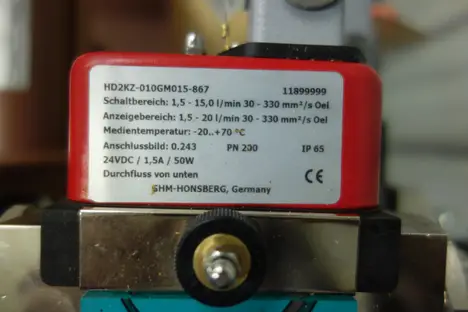 HD2KZ-010GM015-867 11899999
Schaltbereich: 1,5 - 15,0 l/min 30 - 330 mm²/s Oel
Anzeigebereich: 1,5 - 20 l/min 30 - 330 mm²/s Oel
Medientemperatur: -20..+70 °C
Anschlussbild: 0.243 PN 200 IP 65
24VDC / 1,5A / 50W
Durchfluss von unten CE
GHM-HONSBERG, Germany